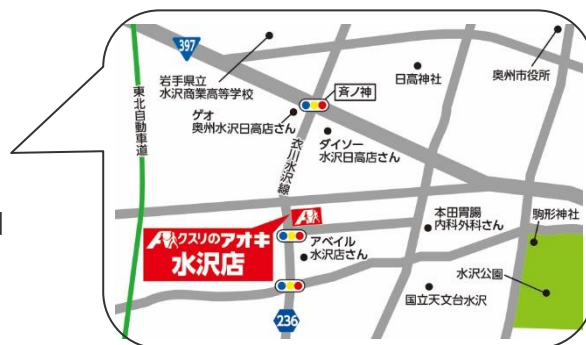 397
岩手県立
水沢商業高等学校
日高神社
奥州市役所
斉ノ神
ゲオ
奥州水沢日高店さん
ダイソー
水沢日高店さん
東北自動車道
衣川水沢線
クスリのアオキ
水沢店
アベイル
水沢店さん
本田胃腸
内科外科さん
駒形神社
水沢公園
国立天文台水沢
236